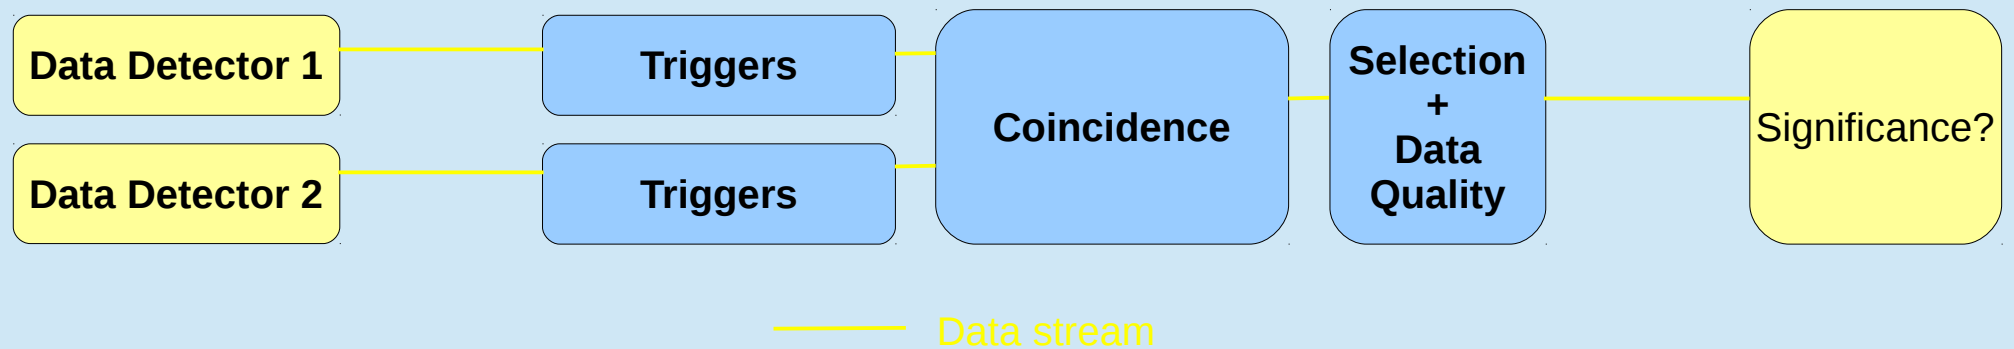 Data Detector 1
Triggers
Data Detector 2
Triggers
Coincidence
Selection
+
Data
Quality
Significance?
Data stream